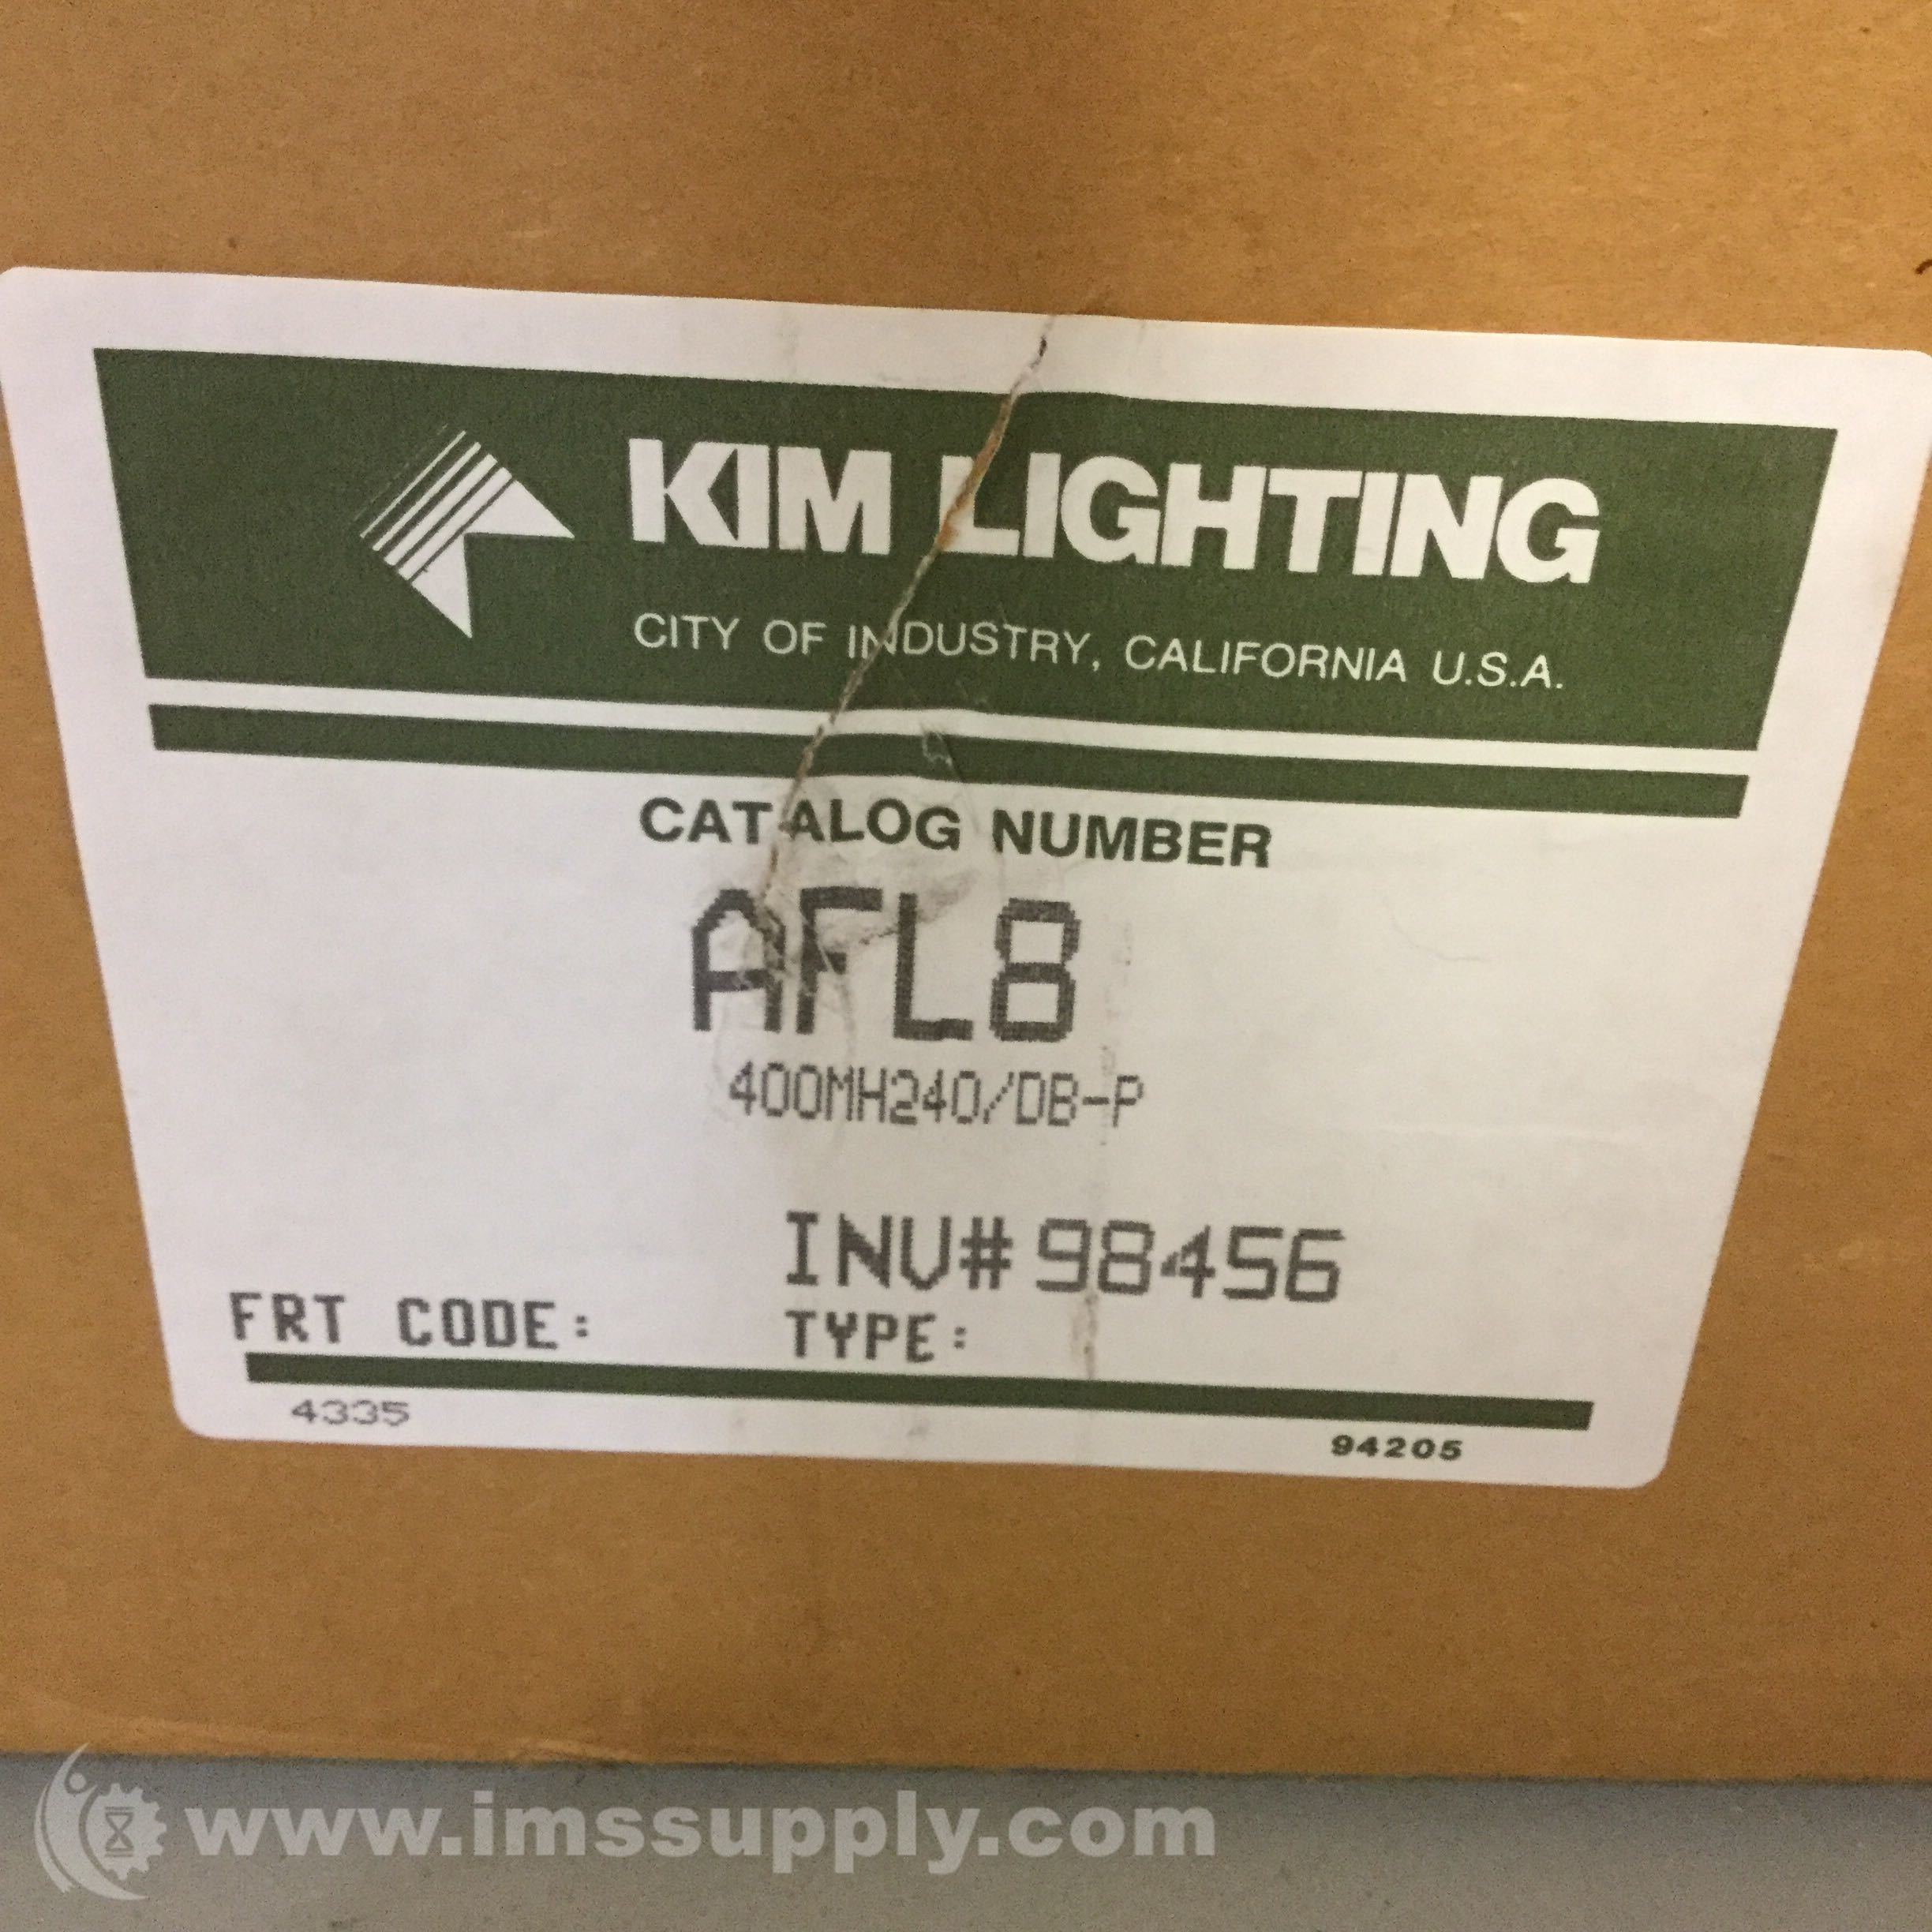 KIM LIGHTING
CITY OF INDUSTRY, CALIFORNIA U.S.A.
CATALOG NUMBER
AFL8
400MH240/DB-P
INV# 98456
FRT CODE: TYPE:
4335
94205
www.imssupply.com